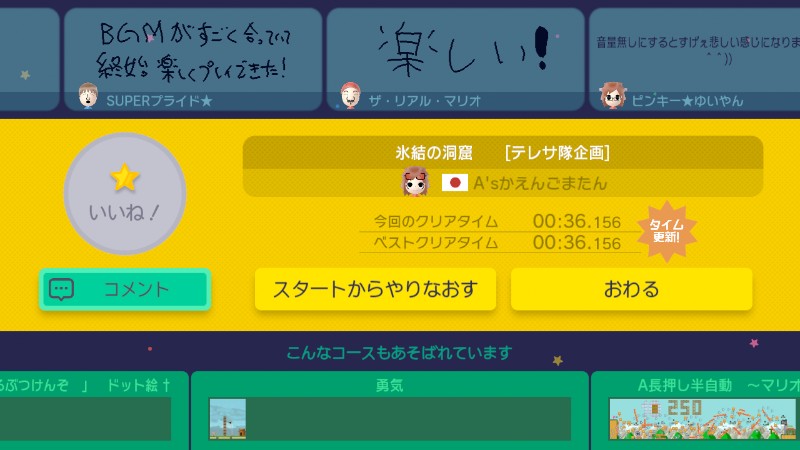 BGMがすごく合っていて
終始楽しくプレイできた!
SUPERプライド★
楽しい!
ザ・リアル・マリオ
音量無しにするとすげぇ悲しい感じになりま
^ ^))
ピンキー★ゆいやん
いいね!
氷結の洞窟 [テレサ隊企画]
A'sかえんごまたん
今回のクリアタイム 00:36.156
ベストクリアタイム 00:36.156
タイム
更新!
コメント
スタートからやりなおす
おわる
こんなコースもあそばれています
るぶつけんぞ 」 ドット絵†
勇気
A長押し半自動 〜マリオ
250